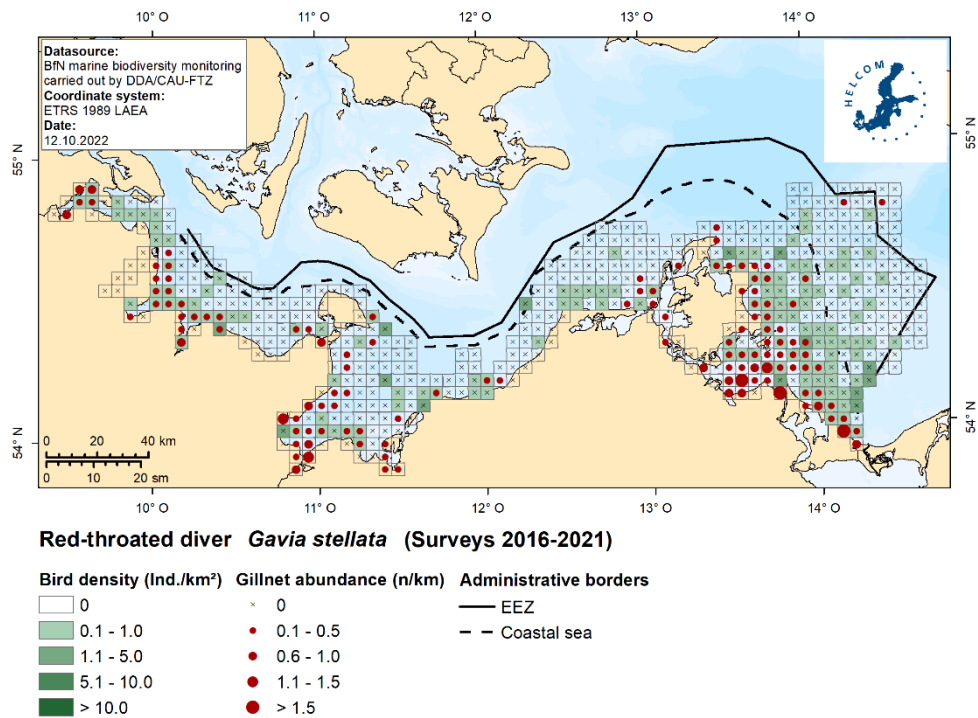 10° O 11° O 12° O 13° O 14° O
Datasource:
BfN marine biodiversity monitoring
carried out by DDA/CAU-FTZ
Coordinate system:
ETRS 1989 LAEA
Date:
12.10.2022
HELCOM
55° N
55° N
54° N
54° N
0 20 40 km
0 10 20 sm
10° O 11° O 12° O 13° O 14° O
Red-throated diver Gavia stellata (Surveys 2016-2021)
Bird density (Ind./km²) Gillnet abundance (n/km) Administrative borders
0 0 EEZ
0.1 - 1.0 0.1 - 0.5 Coastal sea
1.1 - 5.0 0.6 - 1.0
5.1 - 10.0 1.1 - 1.5
> 10.0 > 1.5